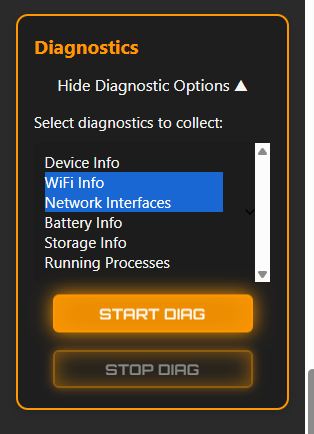 Diagnostics
Hide Diagnostic Options ▲
Select diagnostics to collect:
Device Info
WiFi Info
Network Interfaces
Battery Info
Storage Info
Running Processes
START DIAG
STOP DIAG